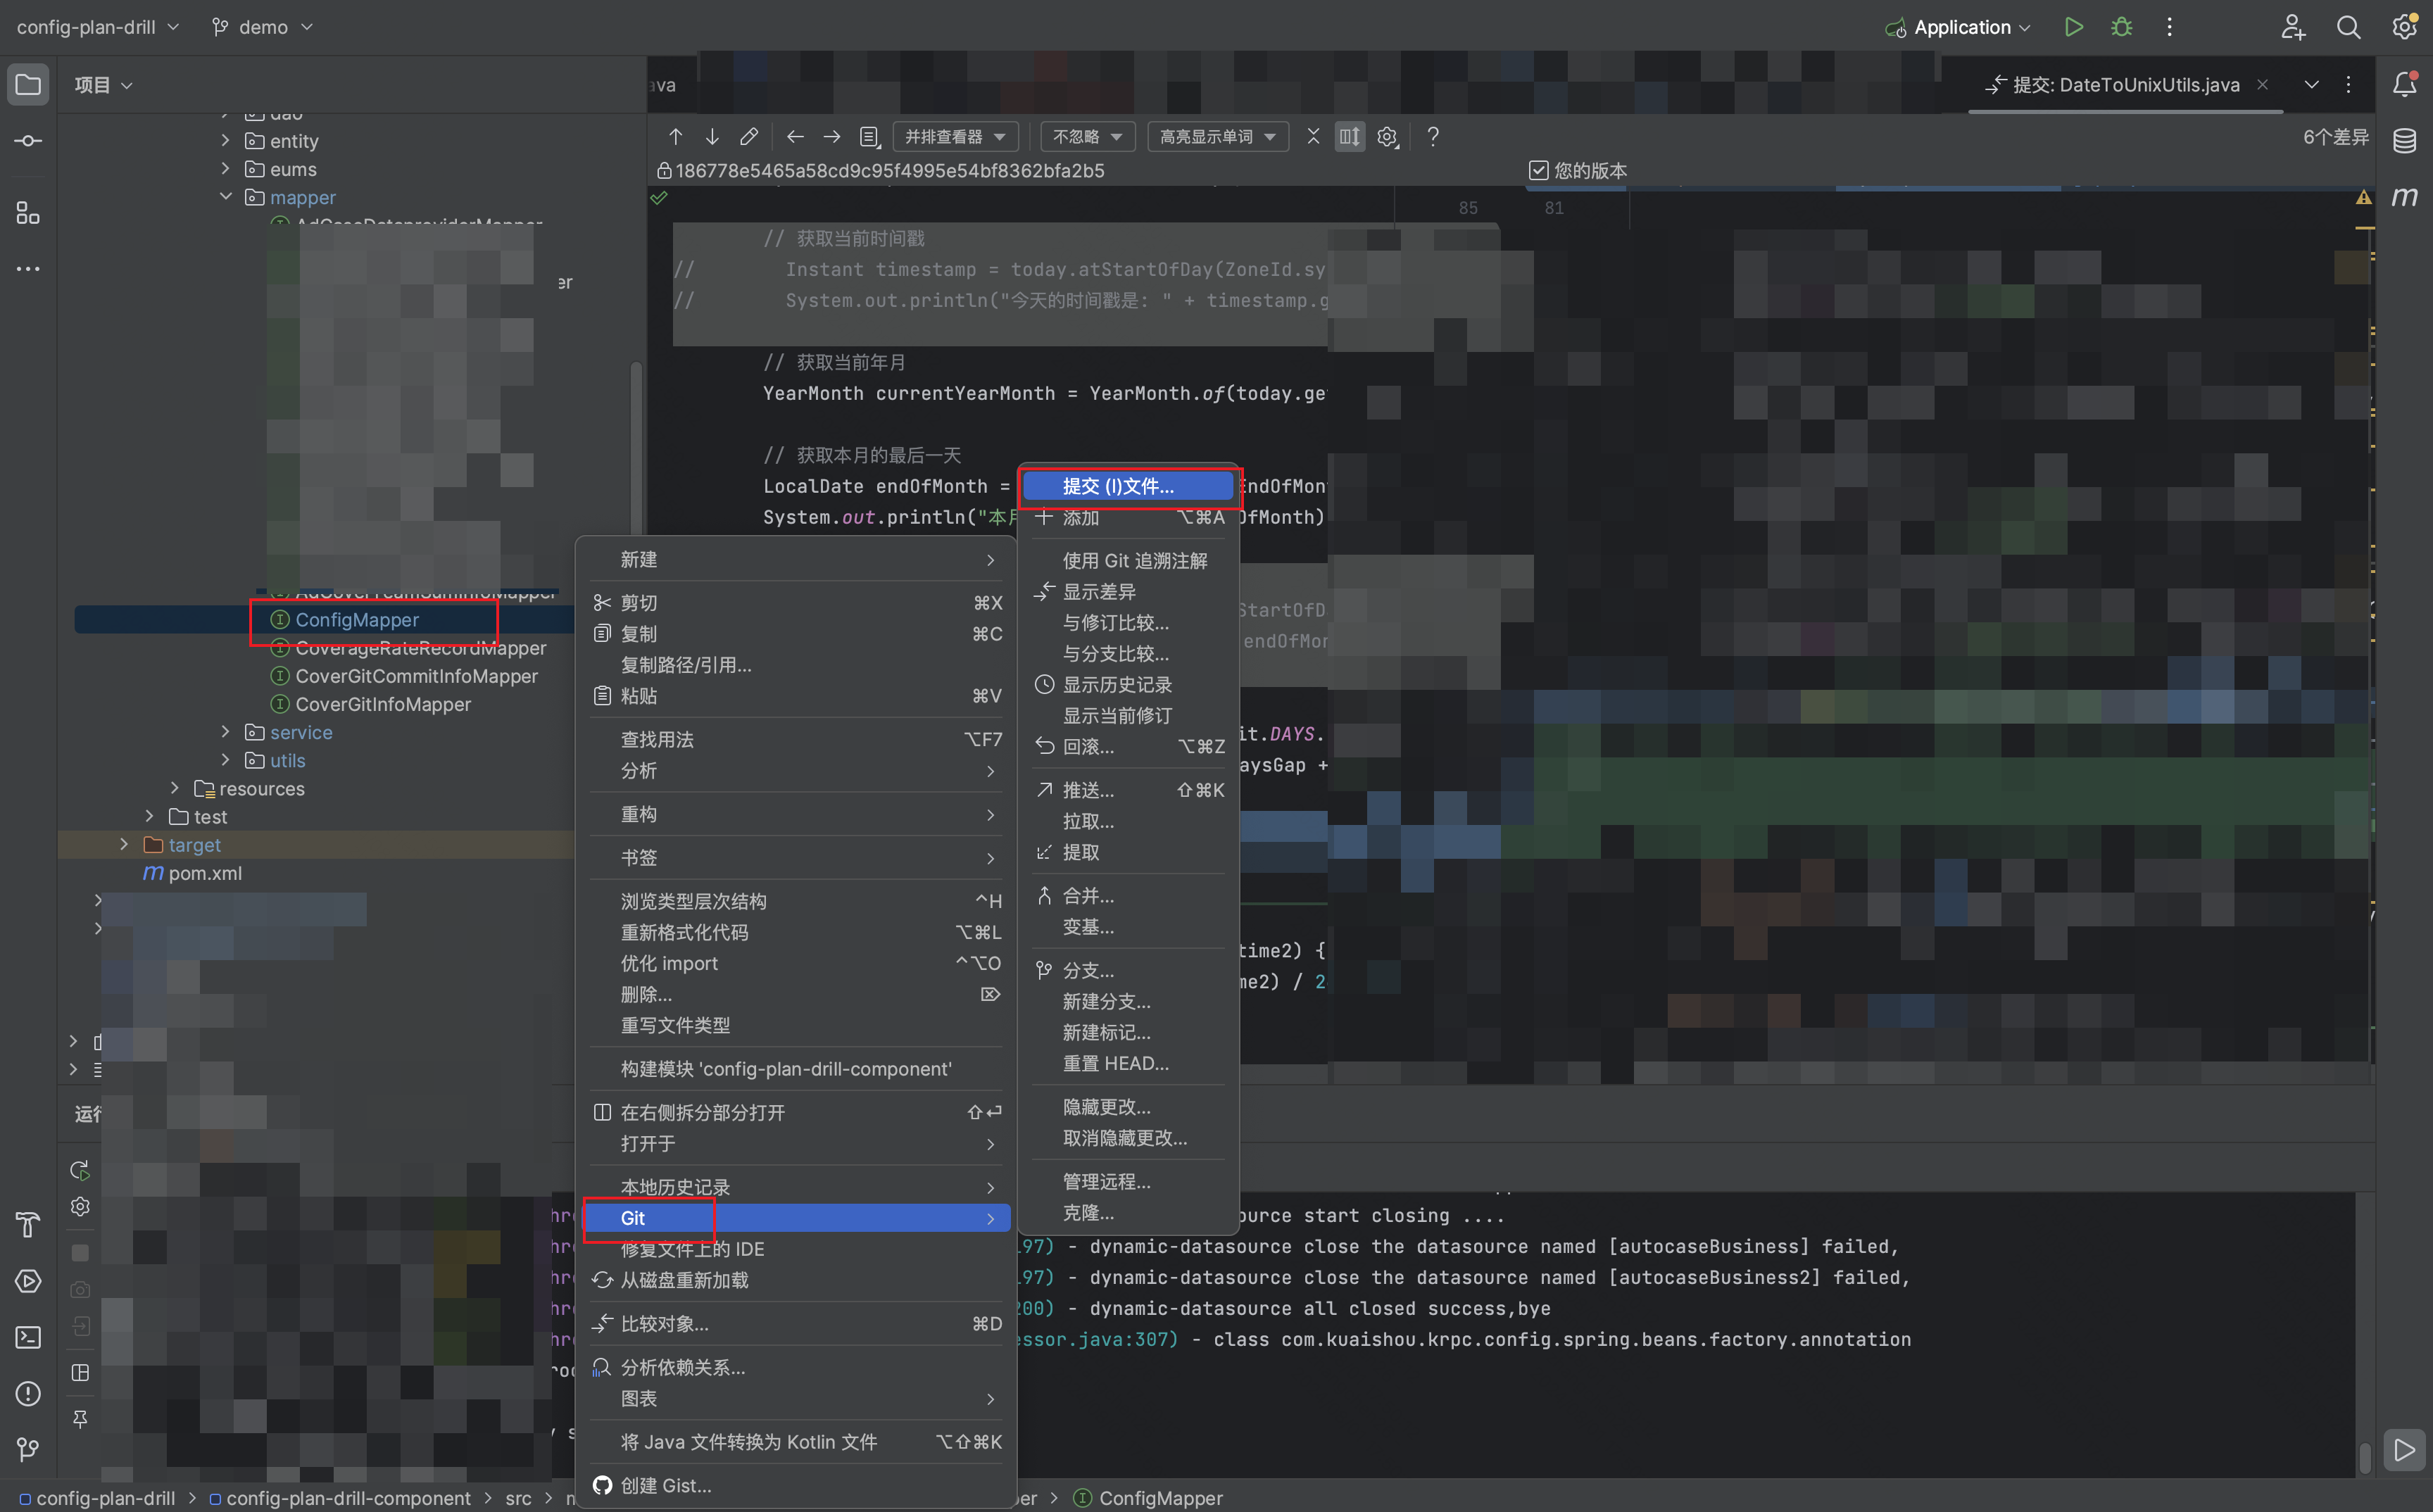 config-plan-drill
demo
Application
项目
ava
提交: DateToUnixUtils.java
并排查看器
不忽略
高亮显示单词
?
6个差异
186778e5465a58cd9c95f4995e54bf8362bfa2b5
您的版本
85
81
dao
entity
eums
mapper
AdCaseDataproviderMapper
er
AdCoverTeamSumInfoMapper
ConfigMapper
CoverageRateRecordMapper
CoverGitCommitInfoMapper
CoverGitInfoMapper
service
utils
resources
test
target
pom.xml
运行
// 获取当前时间戳
// Instant timestamp = today.atStartOfDay(ZoneId.sy
// System.out.println("今天的时间戳是: " + timestamp.g
// 获取当前年月
YearMonth currentYearMonth = YearMonth.of(today.ge
// 获取本月的最后一天
LocalDate endOfMonth =
EndOfMon
System.out.println("本月
OfMonth)
StartOfD
endOfMon
it.DAYS.
aysGap +
time2) {
me2) / 2
新建
剪切 ⌘X
复制 ⌘C
复制路径/引用...
粘贴 ⌘V
查找用法 ⌥F7
分析
重构
书签
浏览类型层次结构 ^H
重新格式化代码 ⌥⌘L
优化 import ^⌥O
删除... ⌦
重写文件类型
构建模块 'config-plan-drill-component'
在右侧拆分部分打开 ⇧↩
打开于
本地历史记录
Git
修复文件上的 IDE
从磁盘重新加载
比较对象... ⌘D
分析依赖关系...
图表
将 Java 文件转换为 Kotlin 文件 ⌥⇧⌘K
创建 Gist...
提交 (I)文件...
添加 ⌥⌘A
使用 Git 追溯注解
显示差异
与修订比较...
与分支比较...
显示历史记录
显示当前修订
回滚... ⌥⌘Z
推送... ⇧⌘K
拉取...
提取
合并...
变基...
分支...
新建分支...
新建标记...
重置 HEAD...
隐藏更改...
取消隐藏更改...
管理远程...
克隆...
hr
ource start closing ....
hr
197) - dynamic-datasource close the datasource named [autocaseBusiness] failed,
hr
197) - dynamic-datasource close the datasource named [autocaseBusiness2] failed,
hr
200) - dynamic-datasource all closed success,bye
hr
essor.java:307) - class com.kuaishou.krpc.config.spring.beans.factory.annotation
config-plan-drill
config-plan-drill-component
src
er
ConfigMapper